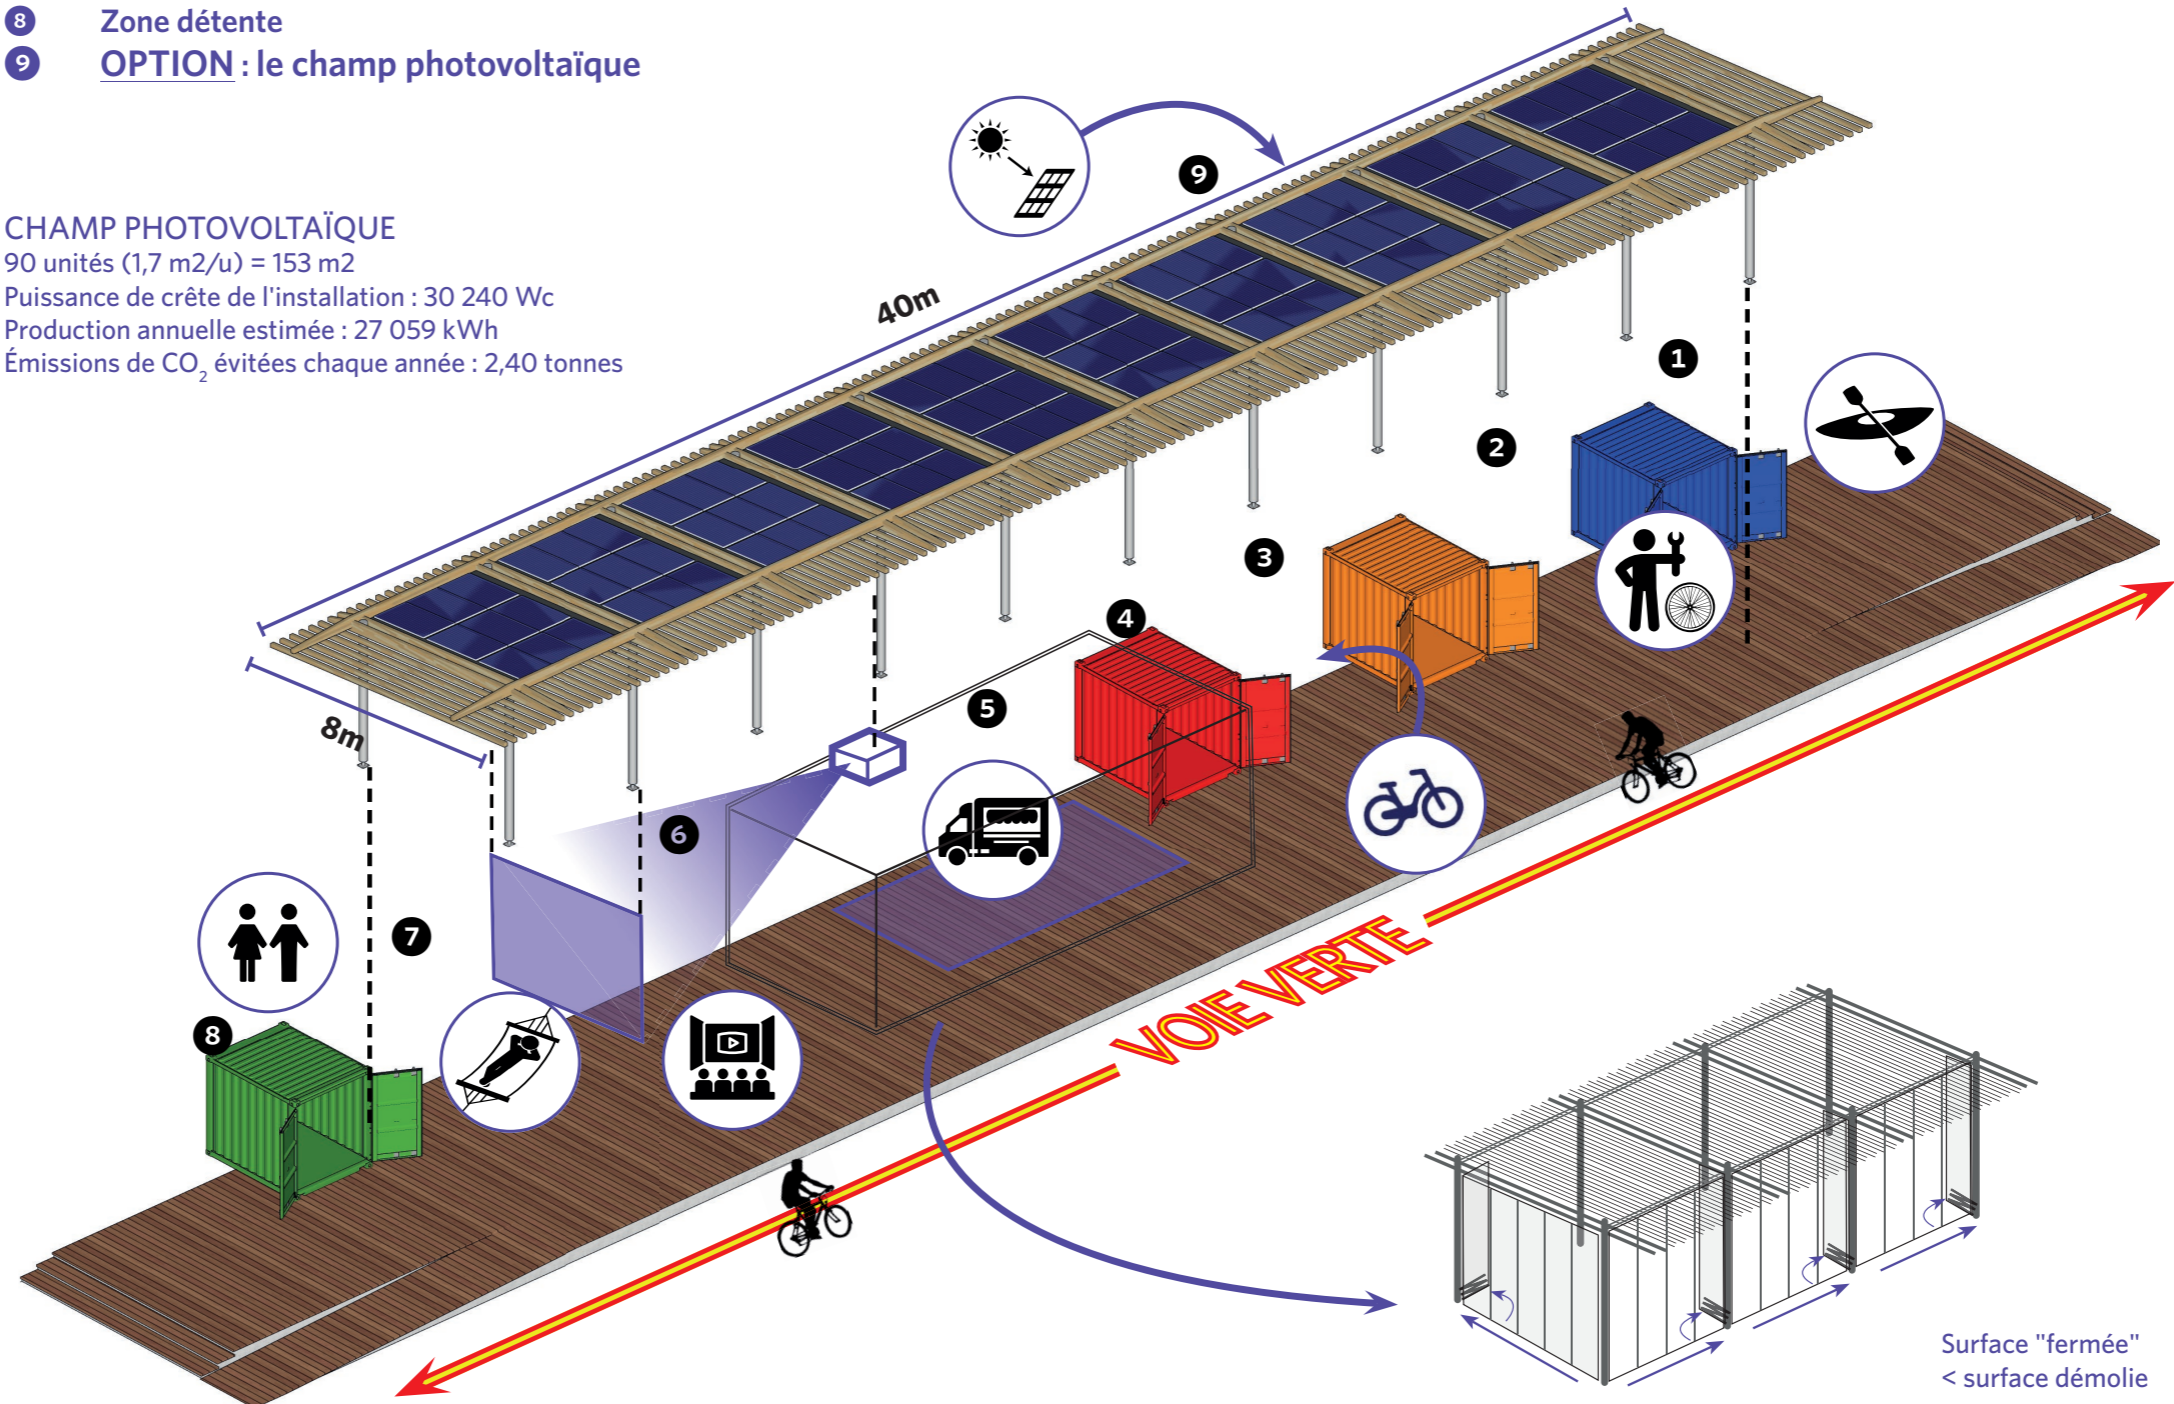 8 Zone détente
9 OPTION : le champ photovoltaïque
CHAMP PHOTOVOLTAÏQUE
90 unités (1,7 m2/u) = 153 m2
Puissance de crête de l'installation : 30 240 Wc
Production annuelle estimée : 27 059 kWh
Émissions de CO₂ évitées chaque année : 2,40 tonnes
9
40m
1
2
3
4
5
8m
6
7
8
VOIE VERTE
Surface "fermée"
< surface démolie